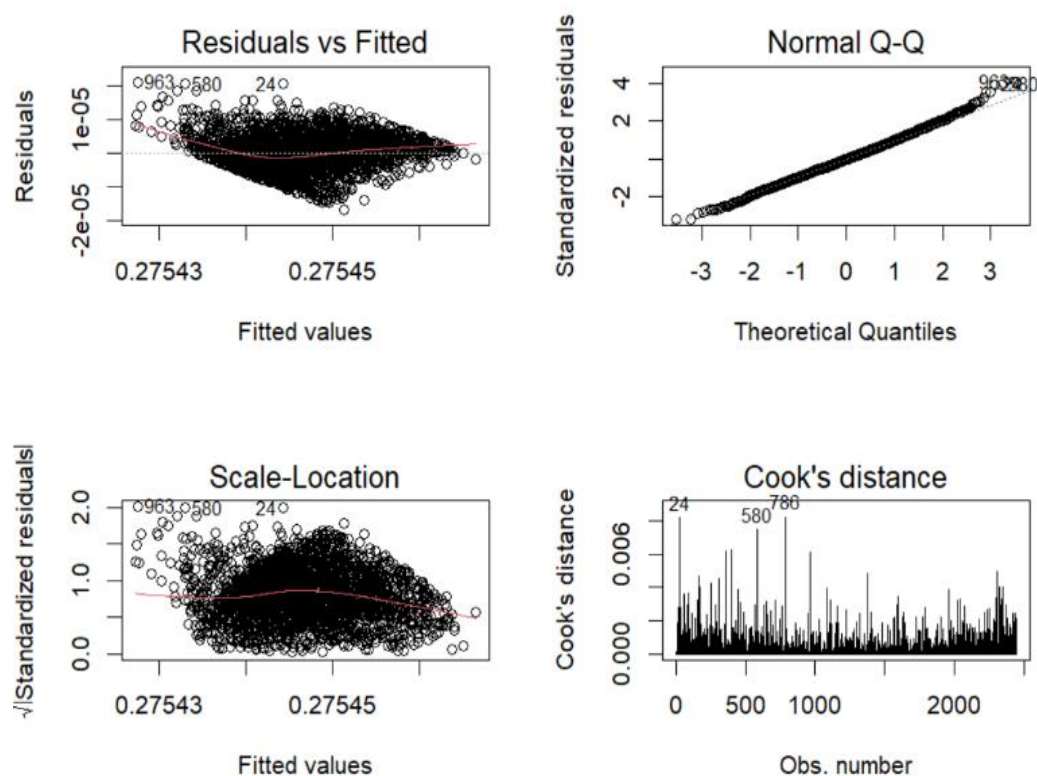 Residuals vs Fitted
Residuals
-2e-05 1e-05
963 580 24
0.27543 0.27545
Fitted values
Normal Q-Q
Standardized residuals
-2 2 4
-3 -2 -1 0 1 2 3
Theoretical Quantiles
Scale-Location
√|Standardized residuals|
0.0 1.0 2.0
963 580 24
0.27543 0.27545
Fitted values
Cook's distance
Cook's distance
0.000 0.006
24 580 786
0 500 1000 2000
Obs. number